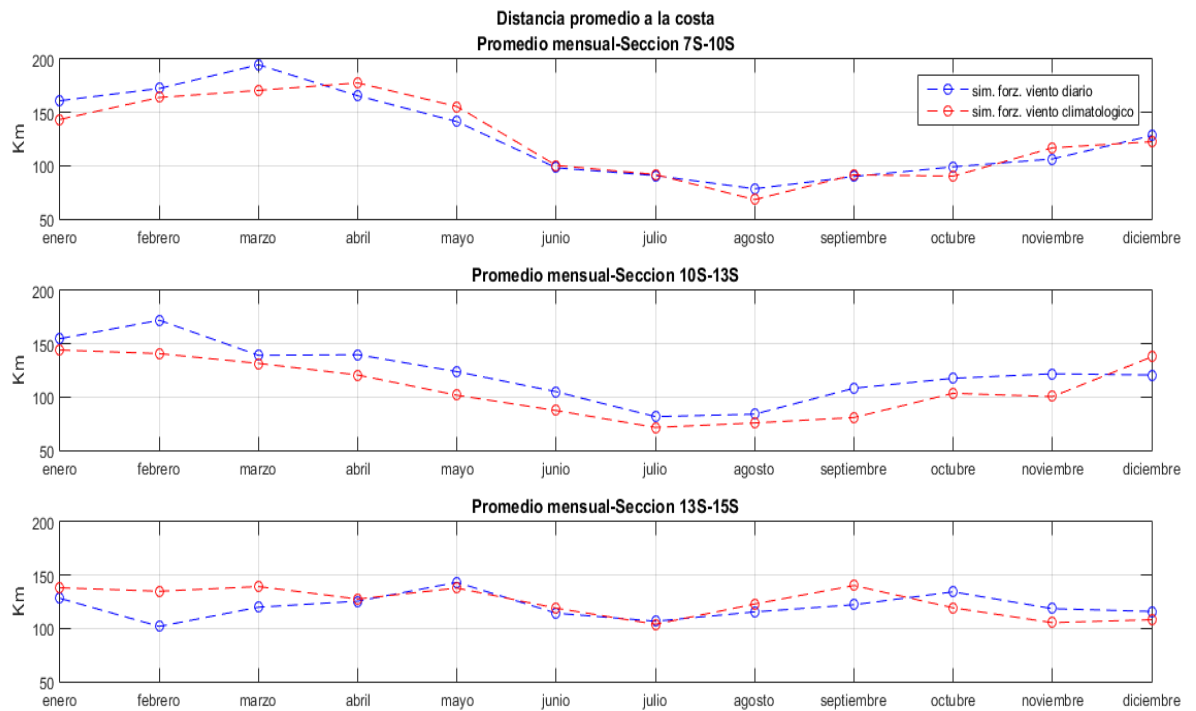 Distancia promedio a la costa
Promedio mensual-Seccion 7S-10S
200
150
100
50
Km
sim. forz. viento diario
sim. forz. viento climatologico
enero febrero marzo abril mayo junio julio agosto septiembre octubre noviembre diciembre
Promedio mensual-Seccion 10S-13S
200
150
100
50
Km
enero febrero marzo abril mayo junio julio agosto septiembre octubre noviembre diciembre
Promedio mensual-Seccion 13S-15S
200
150
100
50
Km
enero febrero marzo abril mayo junio julio agosto septiembre octubre noviembre diciembre